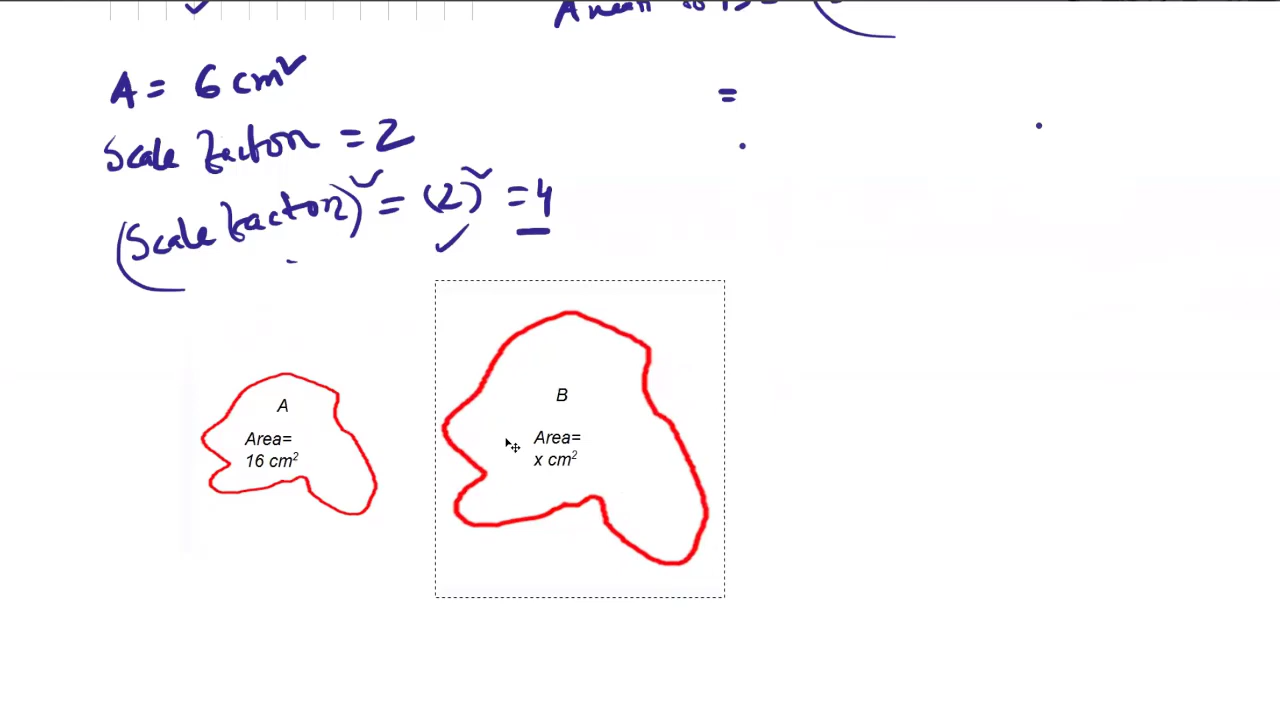 A = 6 cm²
Scale factor = 2
(Scale factor)² = (2)² = 4
=
A
Area=
16 cm²
B
Area=
x cm²